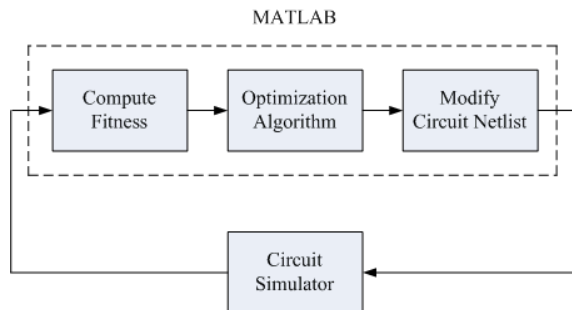 MATLAB
Compute
Fitness
Optimization
Algorithm
Modify
Circuit Netlist
Circuit
Simulator